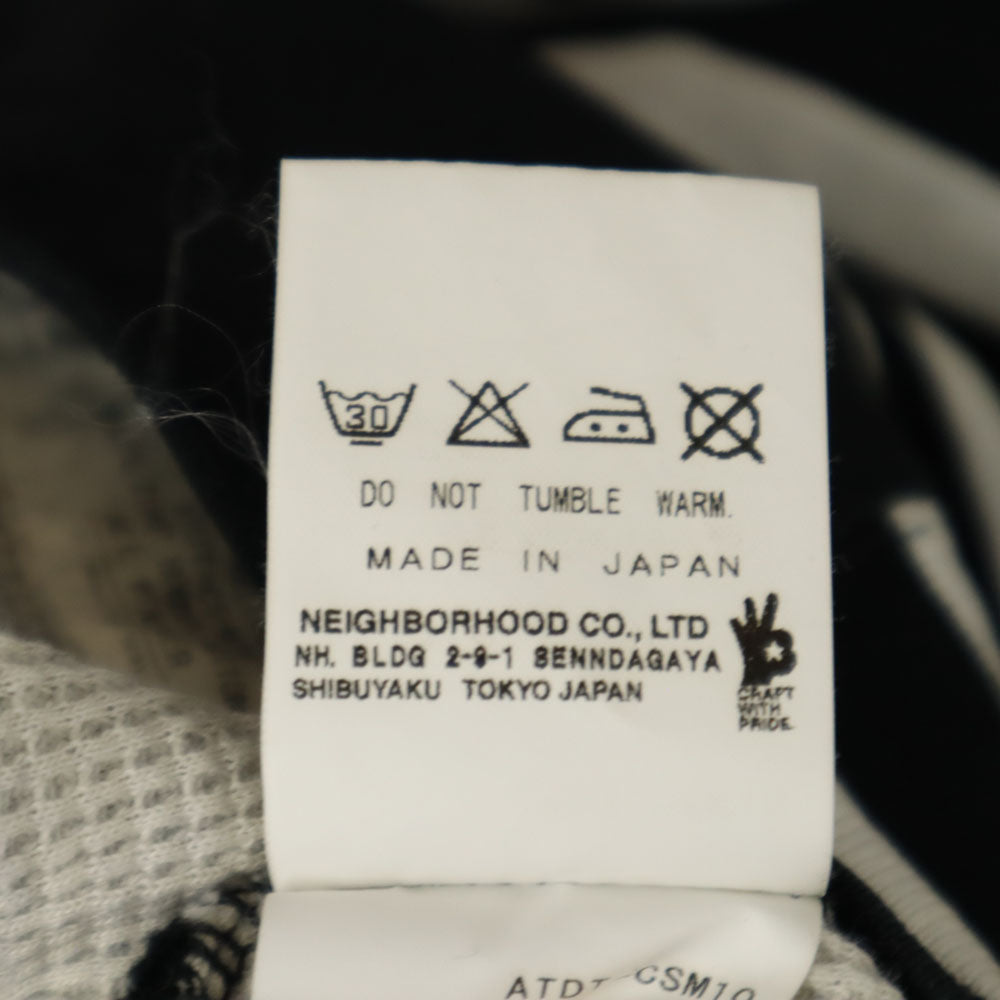 30
DO NOT TUMBLE WARM.
MADE IN JAPAN
NEIGHBORHOOD CO., LTD
NH. BLDG 2-9-1 SENNDAGAYA
SHIBUYAKU TOKYO JAPAN
CRAFT
WITH
PRIDE